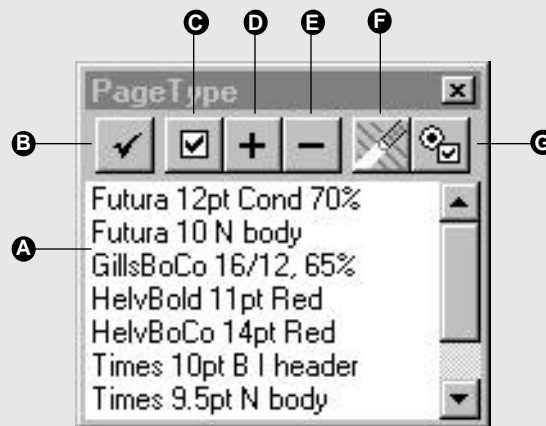 C D E F
PageType
B
G
A
Futura 12pt Cond 70%
Futura 10 N body
GillsBoCo 16/12, 65%
HelvBold 11pt Red
HelvBoCo 14pt Red
Times 10pt B I header
Times 9.5pt N body